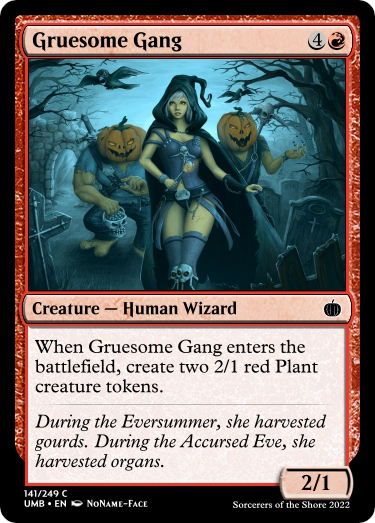 Gruesome Gang 4
Creature — Human Wizard
When Gruesome Gang enters the
battlefield, create two 2/1 red Plant
creature tokens.
During the Eversummer, she harvested
gourds. During the Accursed Eve, she
harvested organs.
2/1
141/249 C
UMB • EN NoName-Face
Sorcerers of the Shore 2022